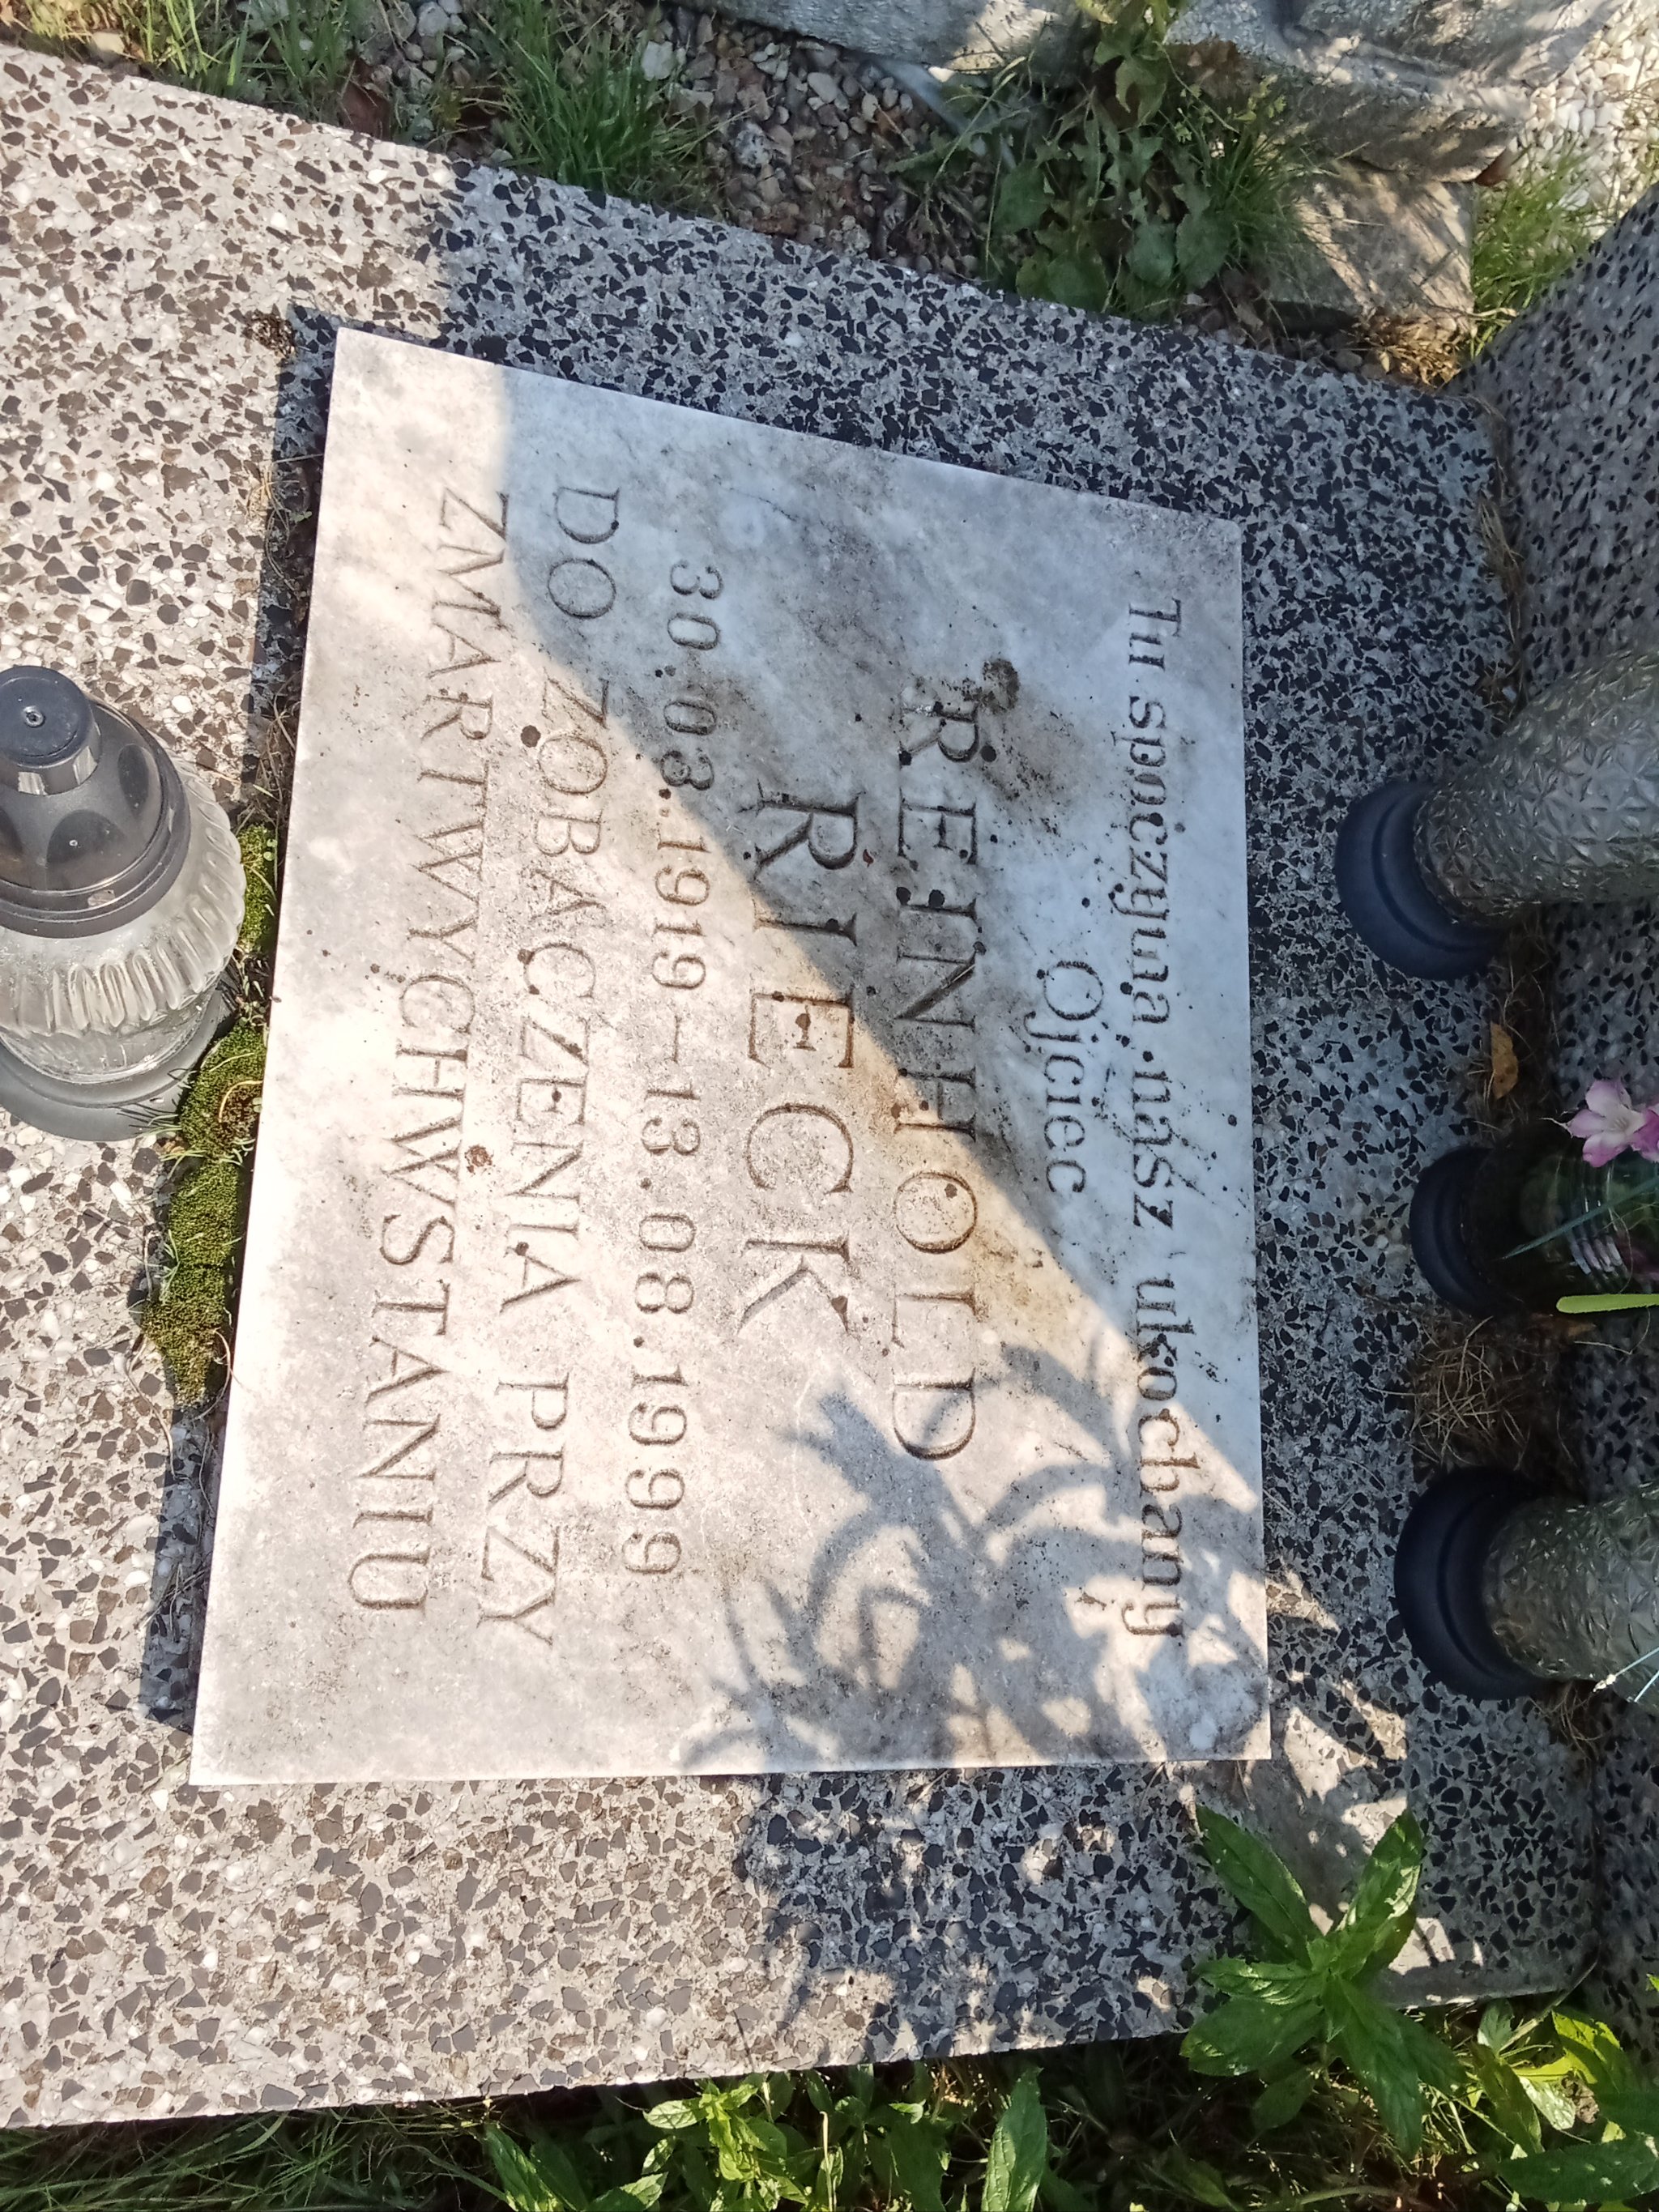 Tu spoczywa nasz ukochany
Ojciec
REINHOLD
RIECK
30.03.1919 – 13.08.1999
DO ZOBACZENIA PRZY
ZMARTWYCHWSTANIU